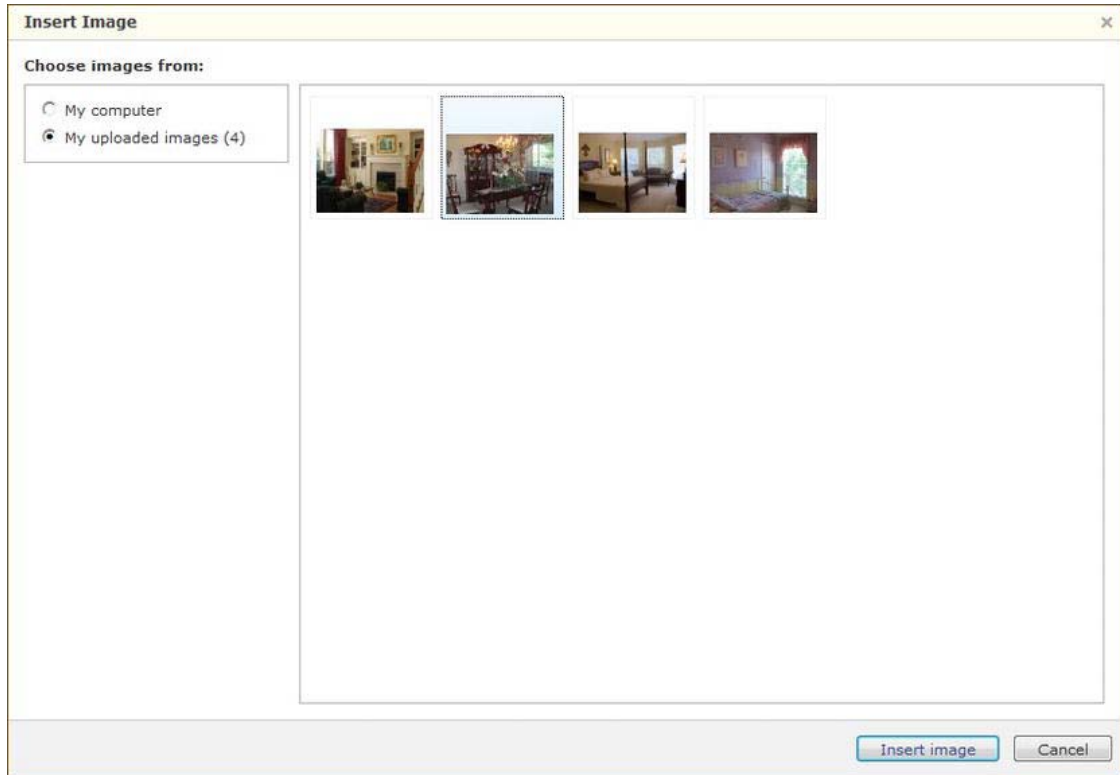 Insert Image
Choose images from:
My computer
My uploaded images (4)
Insert image
Cancel